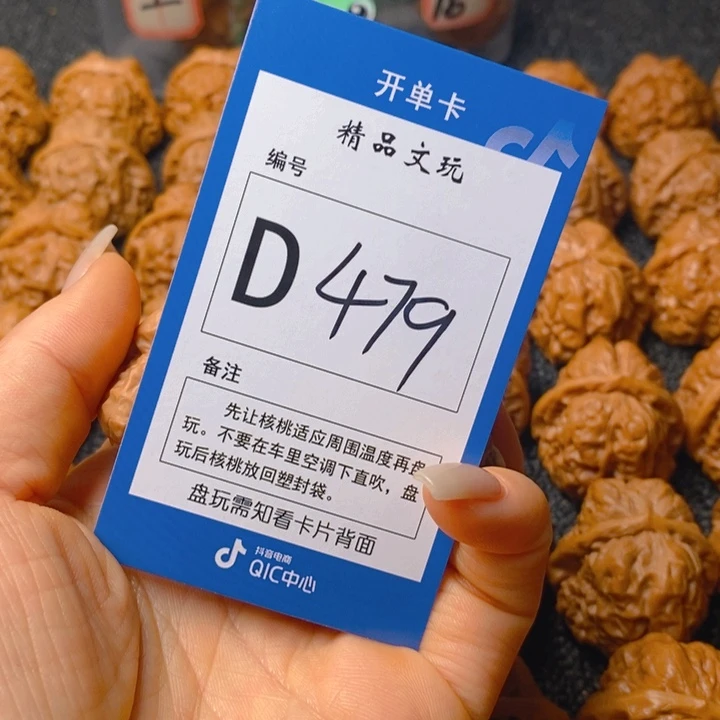 开单卡
精品文玩
编号
D 479
备注
先让核桃适应周围温度再盘
玩。不要在车里空调下直吹，盘
玩后核桃放回塑封袋。
盘玩需知看卡片背面
抖音电商
QIC中心